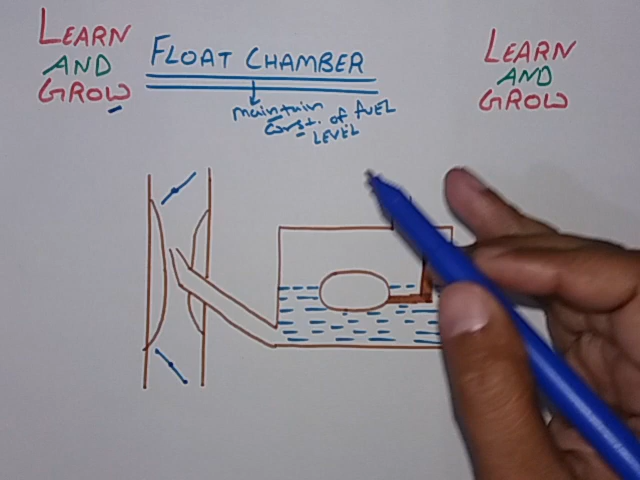 LEARN
AND
GROW
FLOAT CHAMBER
maintain
const. of FUEL
LEVEL
LEARN
AND
GROW